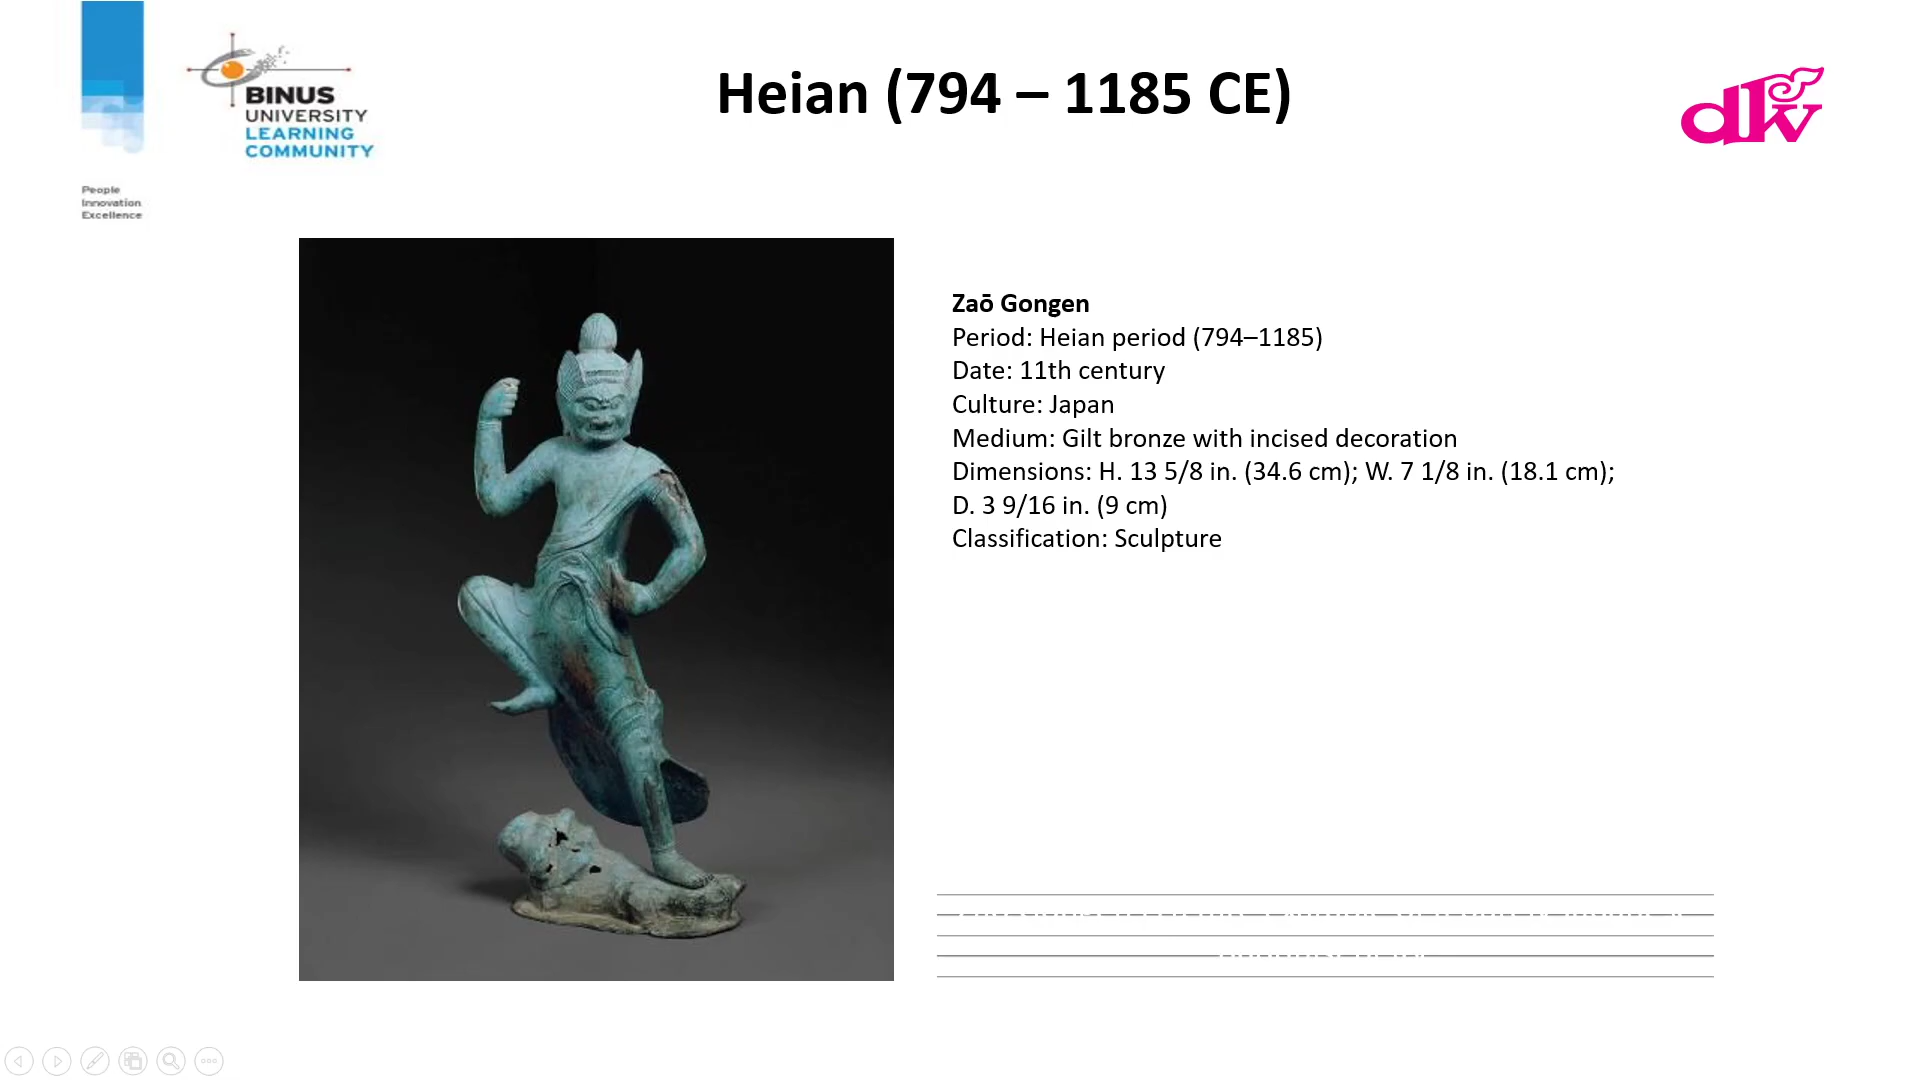 Heian (794 – 1185 CE)
BINUS
UNIVERSITY
LEARNING
COMMUNITY
dkv
People
Innovation
Excellence
Zaō Gongen
Period: Heian period (794–1185)
Date: 11th century
Culture: Japan
Medium: Gilt bronze with incised decoration
Dimensions: H. 13 5/8 in. (34.6 cm); W. 7 1/8 in. (18.1 cm);
D. 3 9/16 in. (9 cm)
Classification: Sculpture